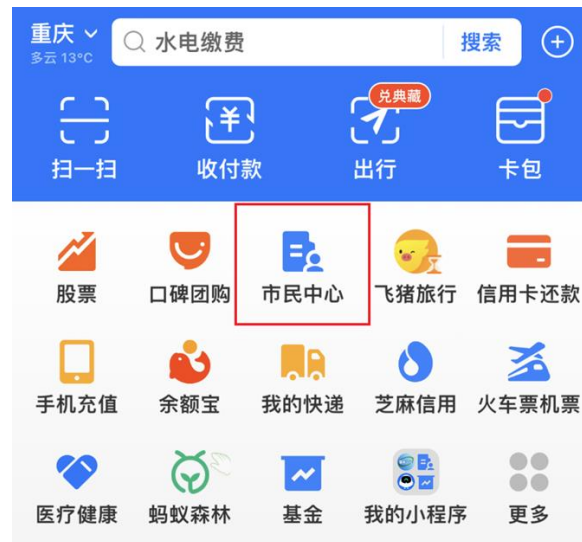 重庆
多云 13°C
水电缴费
搜索
兑典藏
扫一扫
收付款
出行
卡包
股票
口碑团购
市民中心
飞猪旅行
信用卡还款
手机充值
余额宝
我的快递
芝麻信用
火车票机票
医疗健康
蚂蚁森林
基金
我的小程序
更多